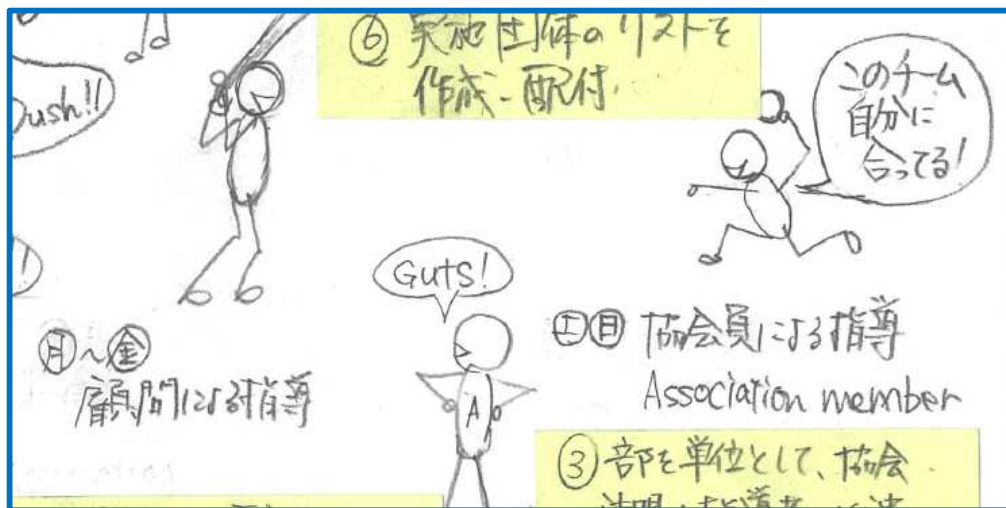 ⑥ 実施団体のリストを
作成・配付
Push!!
このチーム
自分に
合ってる!
!
Guts!
月~金
顧問による指導
土日 協会員による指導
Association member
A
③ 部を単位として、協会